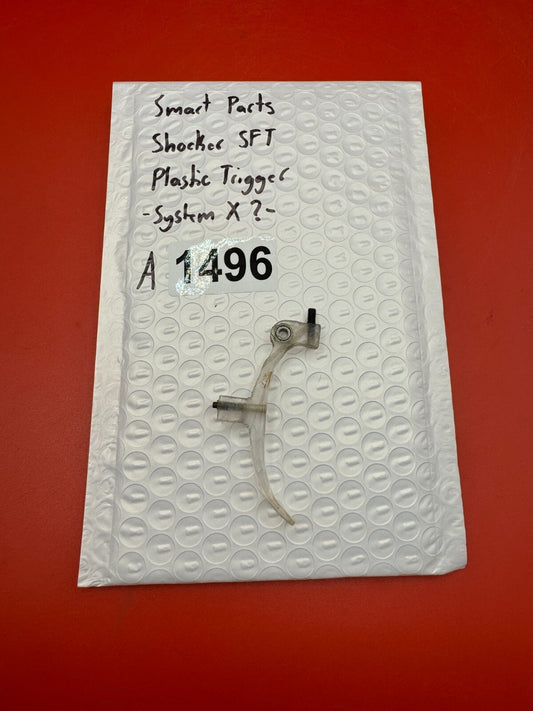 Smart Parts
Shocker SFT
Plastic Trigger
-System X ?-
A 1496